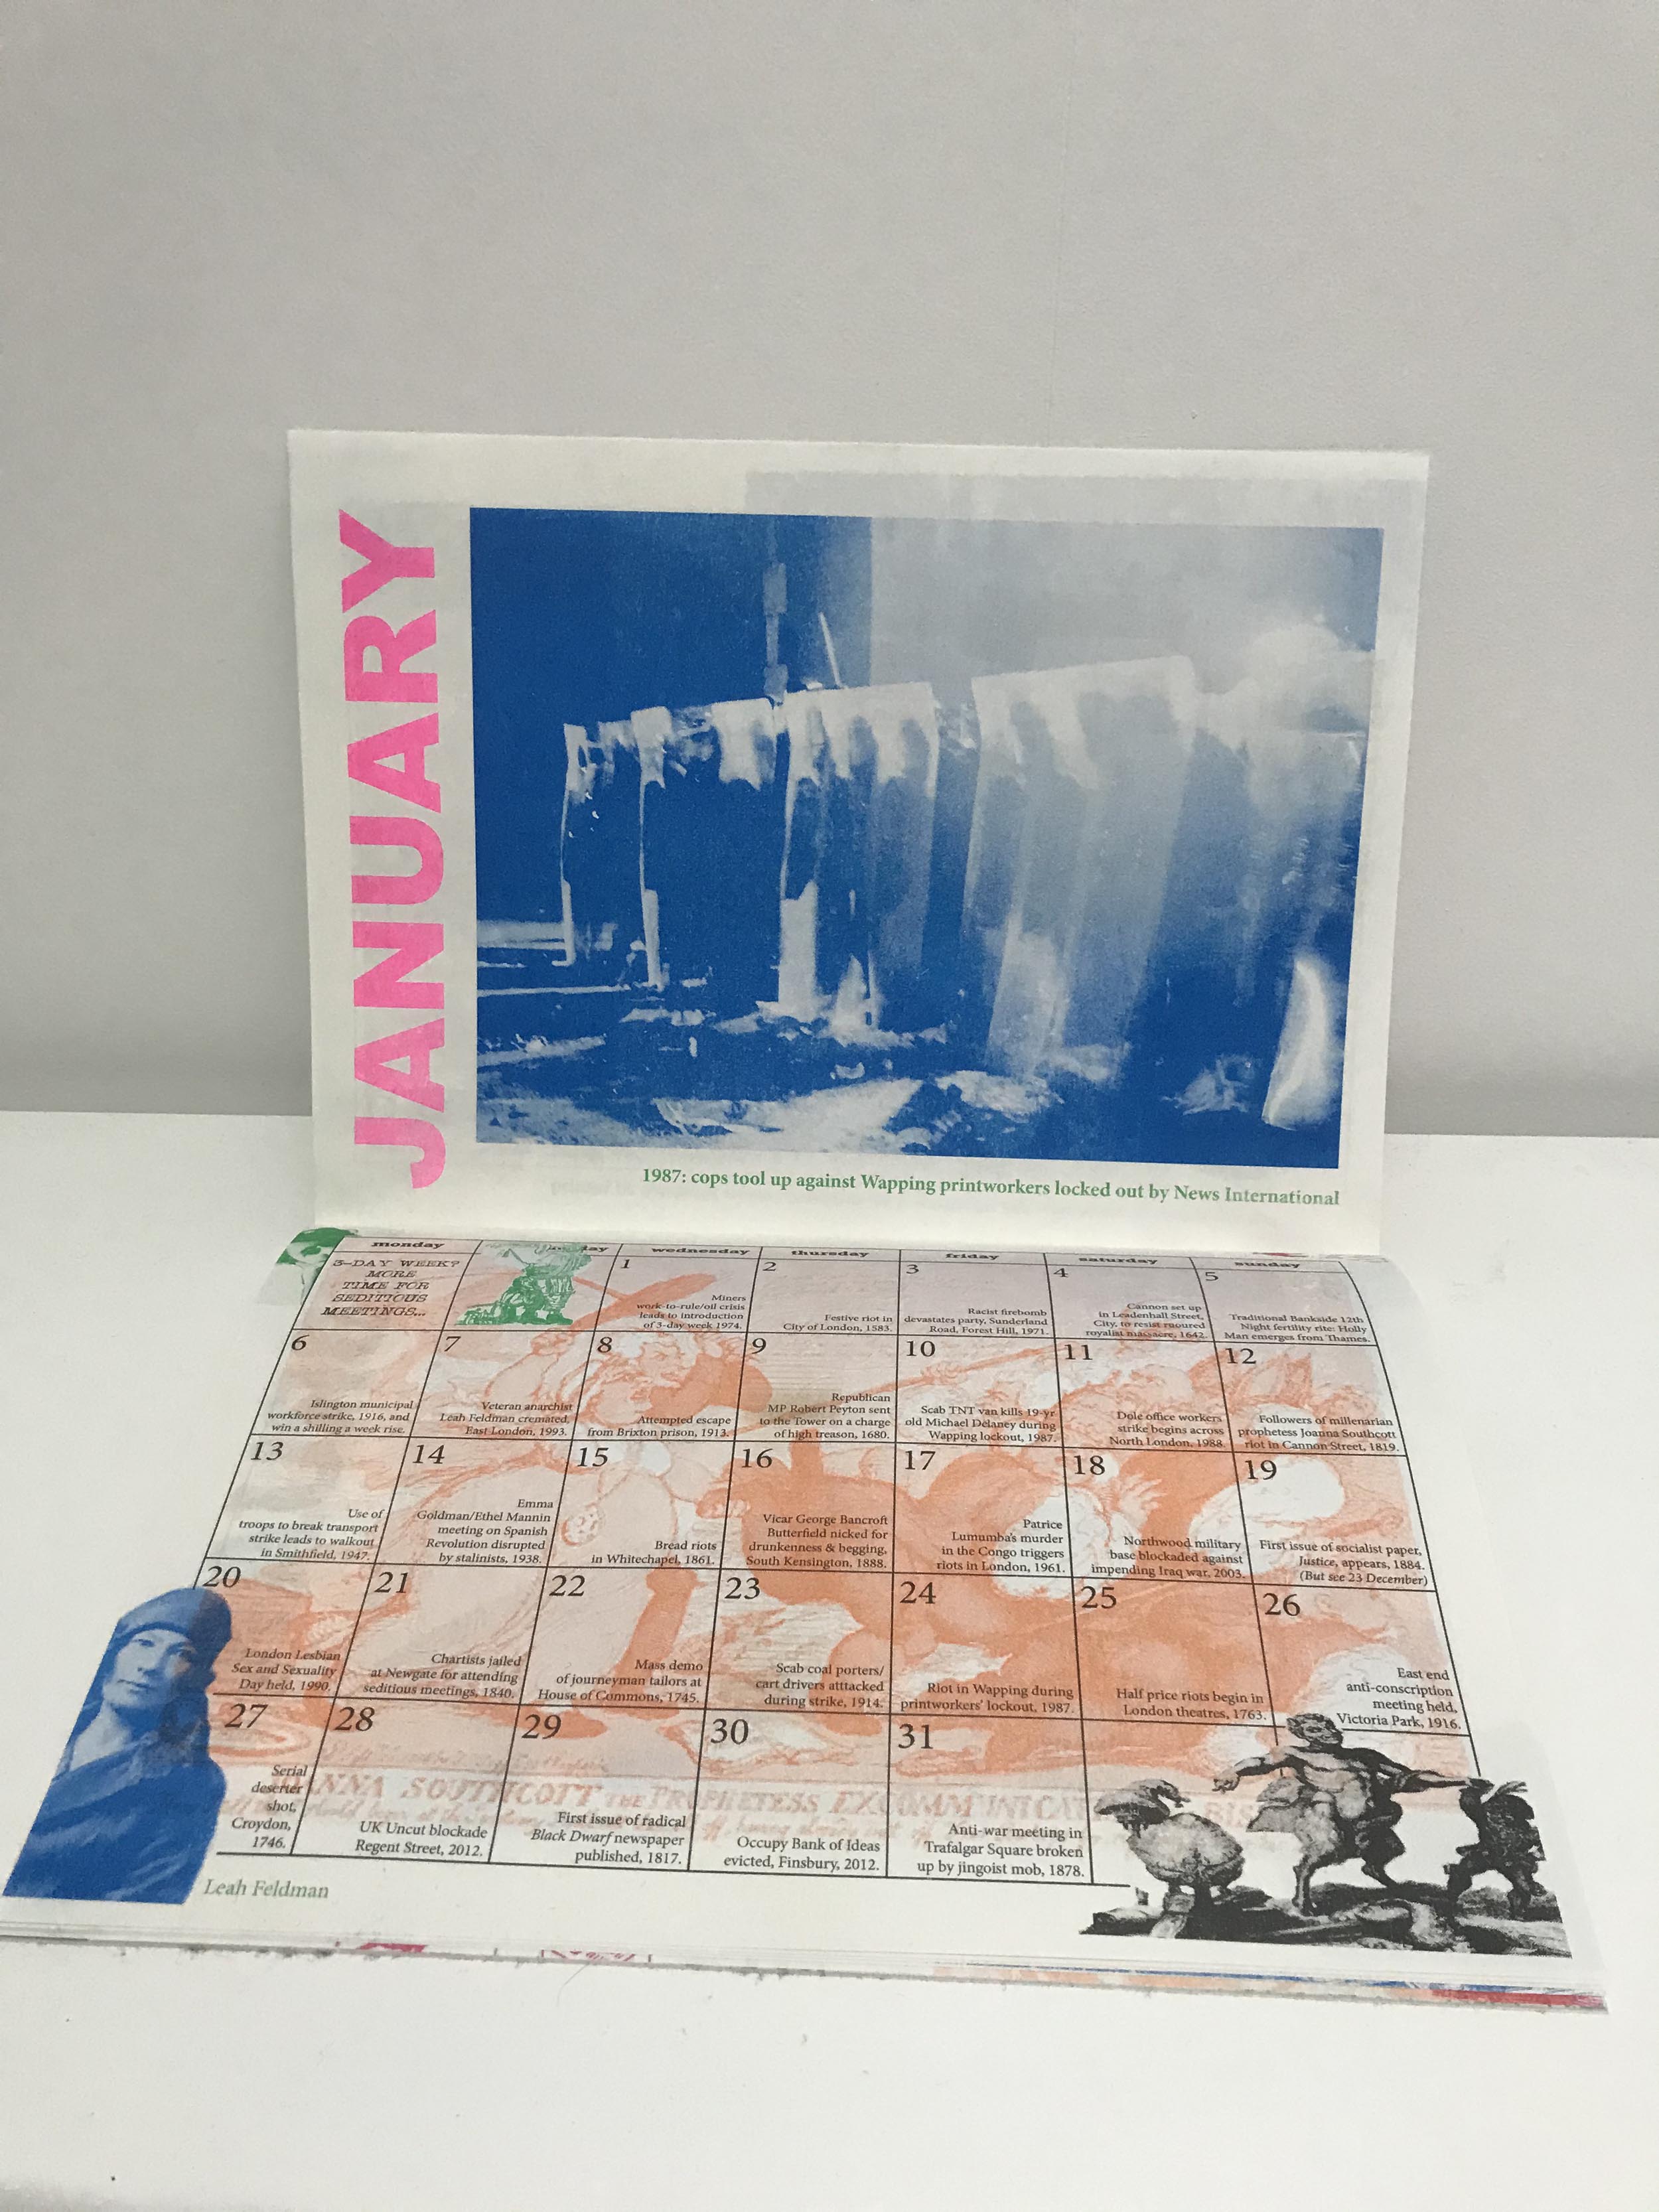 JANUARY
1987: cops tool up against Wapping printworkers locked out by News International
monday
wednesday
thursday
friday
saturday
sunday
3-DAY WEEK?
MORE
TIME FOR
SEDITIOUS
MEETINGS...
1
Miners
work-to-rule/oil crisis
leads to introduction
of 3-day week 1974.
2
Festive riot in
City of London, 1583.
3
Racist firebomb
devastates party, Sunderland
Road, Forest Hill, 1971.
4
Cannon set up
in Leadenhall Street,
City, to resist rumoured
royalist massacre, 1642.
5
Traditional Bankside 12th
Night fertility rite: Holly
Man emerges from Thames.
6
Islington municipal
workforce strike, 1916, and
win a shilling a week rise.
7
Veteran anarchist
Leah Feldman cremated,
East London, 1993.
8
Attempted escape
from Brixton prison, 1913.
9
Republican
MP Robert Peyton sent
to the Tower on a charge
of high treason, 1680.
10
Scab TNT van kills 19-yr
old Michael Delaney during
Wapping lockout, 1987.
11
Dole office workers
strike begins across
North London, 1988.
12
Followers of millenarian
prophetess Joanna Southcott
riot in Cannon Street, 1819.
13
Use of
troops to break transport
strike leads to walkout
in Smithfield, 1947.
14
Emma
Goldman/Ethel Mannin
meeting on Spanish
Revolution disrupted
by stalinists, 1938.
15
Bread riots
in Whitechapel, 1861.
16
Vicar George Bancroft
Butterfield nicked for
drunkenness & begging,
South Kensington, 1888.
17
Patrice
Lumumba's murder
in the Congo triggers
riots in London, 1961.
18
Northwood military
base blockaded against
impending Iraq war, 2003.
19
First issue of socialist paper,
Justice, appears, 1884.
(But see 23 December)
20
London Lesbian
Sex and Sexuality
Day held, 1990.
21
Chartists jailed
at Newgate for attending
seditious meetings, 1840.
22
Mass demo
of journeyman tailors at
House of Commons, 1745.
23
Scab coal porters/
cart drivers atttacked
during strike, 1914.
24
Riot in Wapping during
printworkers' lockout, 1987.
25
Half price riots begin in
London theatres, 1763.
26
East end
anti-conscription
meeting held,
Victoria Park, 1916.
27
Serial
deserter
shot,
Croydon,
1746.
28
UK Uncut blockade
Regent Street, 2012.
29
First issue of radical
Black Dwarf newspaper
published, 1817.
30
Occupy Bank of Ideas
evicted, Finsbury, 2012.
31
Anti-war meeting in
Trafalgar Square broken
up by jingoist mob, 1878.
SOUTHCOTT THE PROPHETESS
Leah Feldman